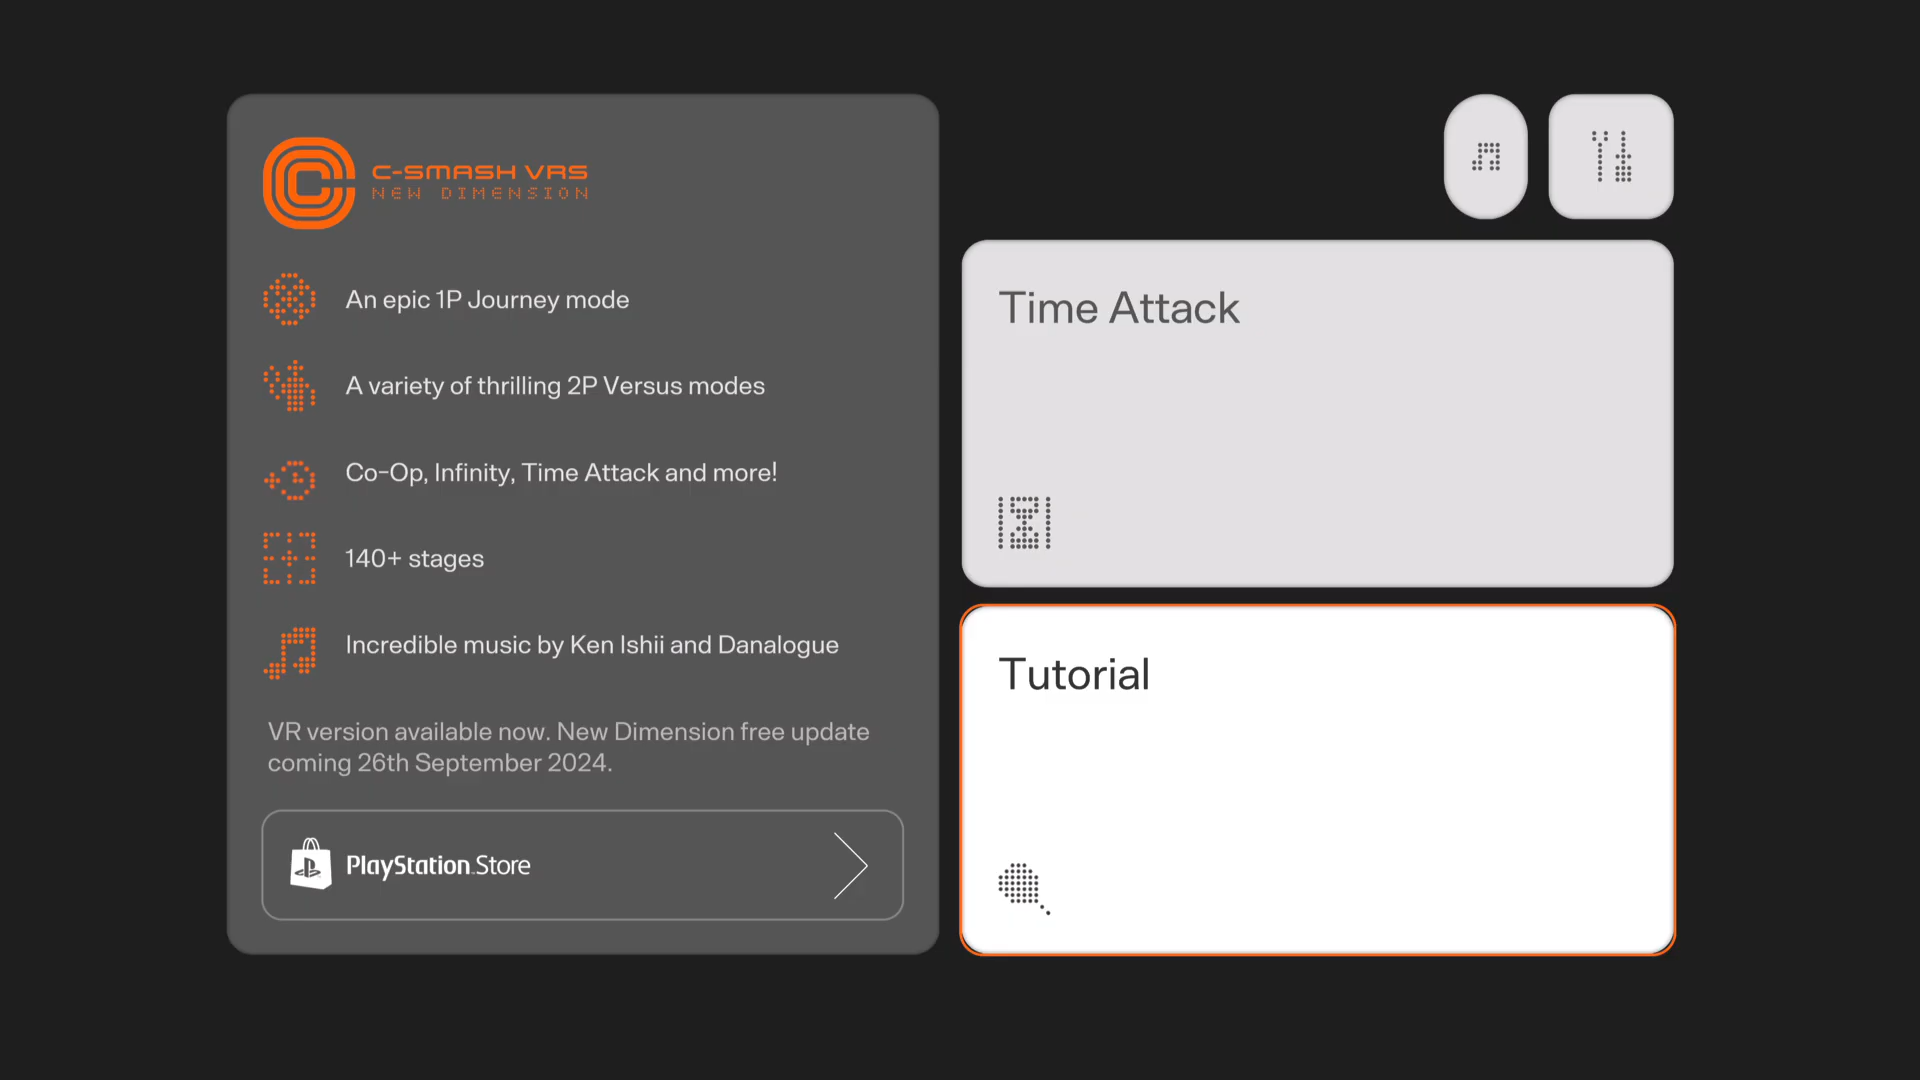 C-SMASH VRS
NEW DIMENSION
An epic 1P Journey mode
A variety of thrilling 2P Versus modes
Co-Op, Infinity, Time Attack and more!
140+ stages
Incredible music by Ken Ishii and Danalogue
VR version available now. New Dimension free update
coming 26th September 2024.
PlayStation Store
Time Attack
Tutorial